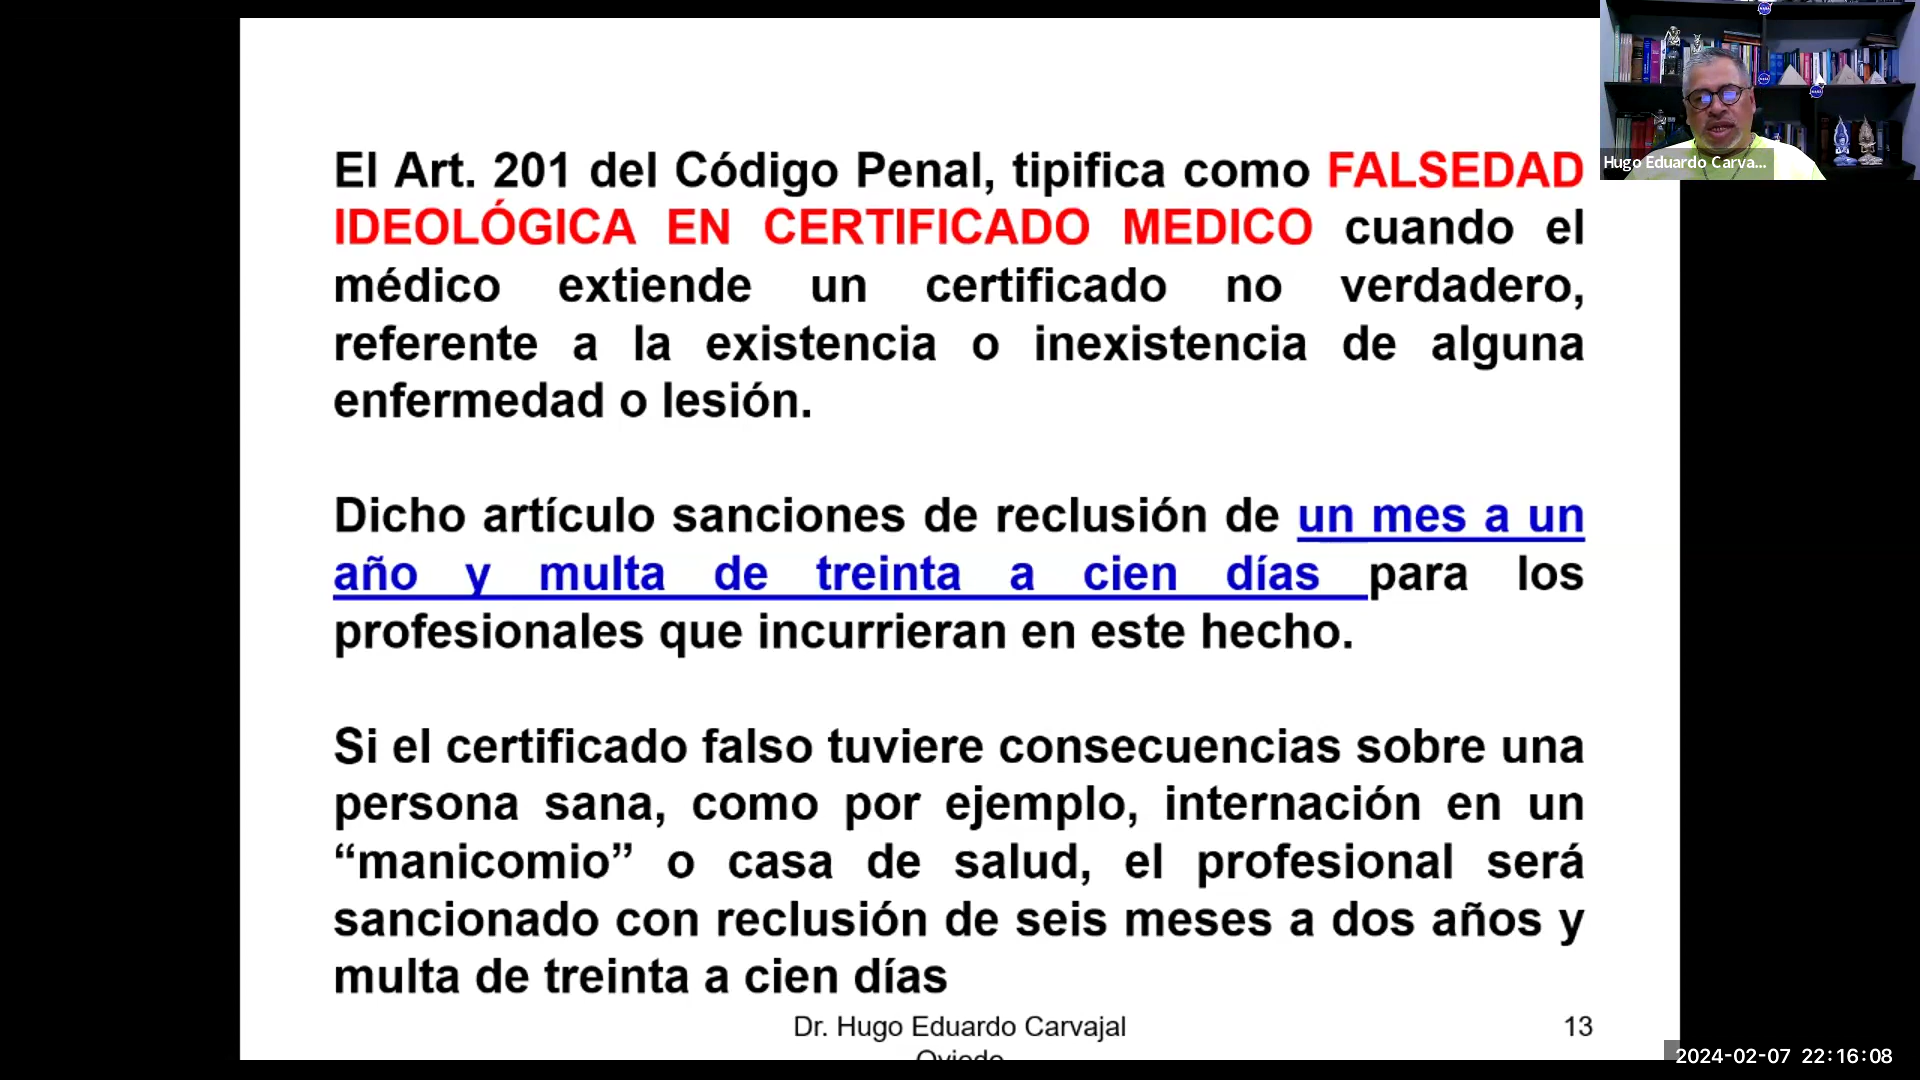 El Art. 201 del Código Penal, tipifica como FALSEDAD
IDEOLÓGICA EN CERTIFICADO MEDICO cuando el
médico extiende un certificado no verdadero,
referente a la existencia o inexistencia de alguna
enfermedad o lesión.
Dicho artículo sanciones de reclusión de un mes a un
año y multa de treinta a cien días para los
profesionales que incurrieran en este hecho.
Si el certificado falso tuviere consecuencias sobre una
persona sana, como por ejemplo, internación en un
“manicomio” o casa de salud, el profesional será
sancionado con reclusión de seis meses a dos años y
multa de treinta a cien días
Dr. Hugo Eduardo Carvajal
Oviedo
13
Hugo Eduardo Carva...
2024-02-07 22:16:08